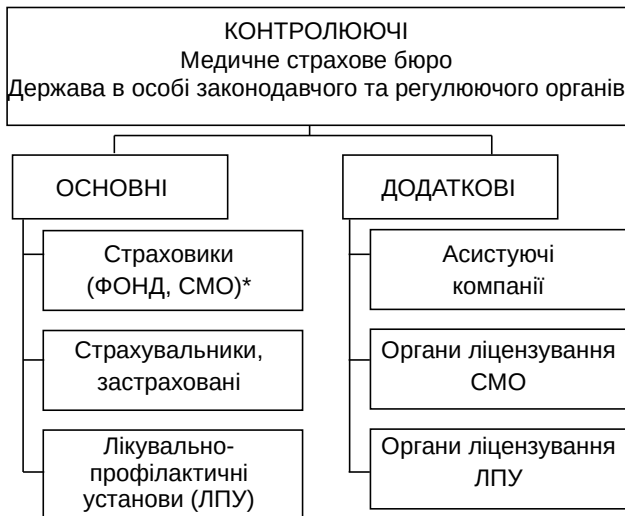 КОНТРОЛЮЮЧІ
Медичне страхове бюро
Держава в особі законодавчого та регулюючого органів
ОСНОВНІ
ДОДАТКОВІ
Страховики
(ФОНД, СМО)*
Асистуючі
компанії
Страхувальники,
застраховані
Органи ліцензування
СМО
Лікувально-
профілактичні
установи (ЛПУ)
Органи ліцензування
ЛПУ